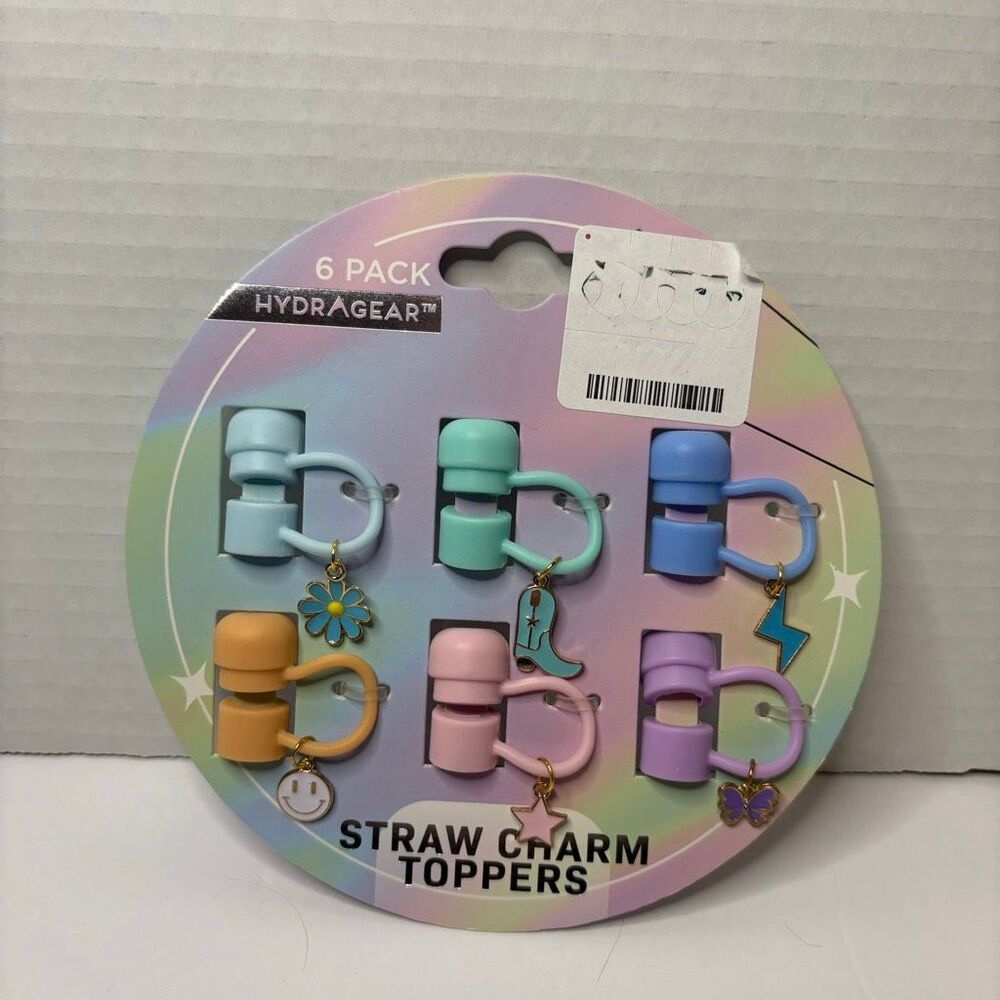 6 PACK
HYDRAGEAR™
STRAW CHARM
TOPPERS